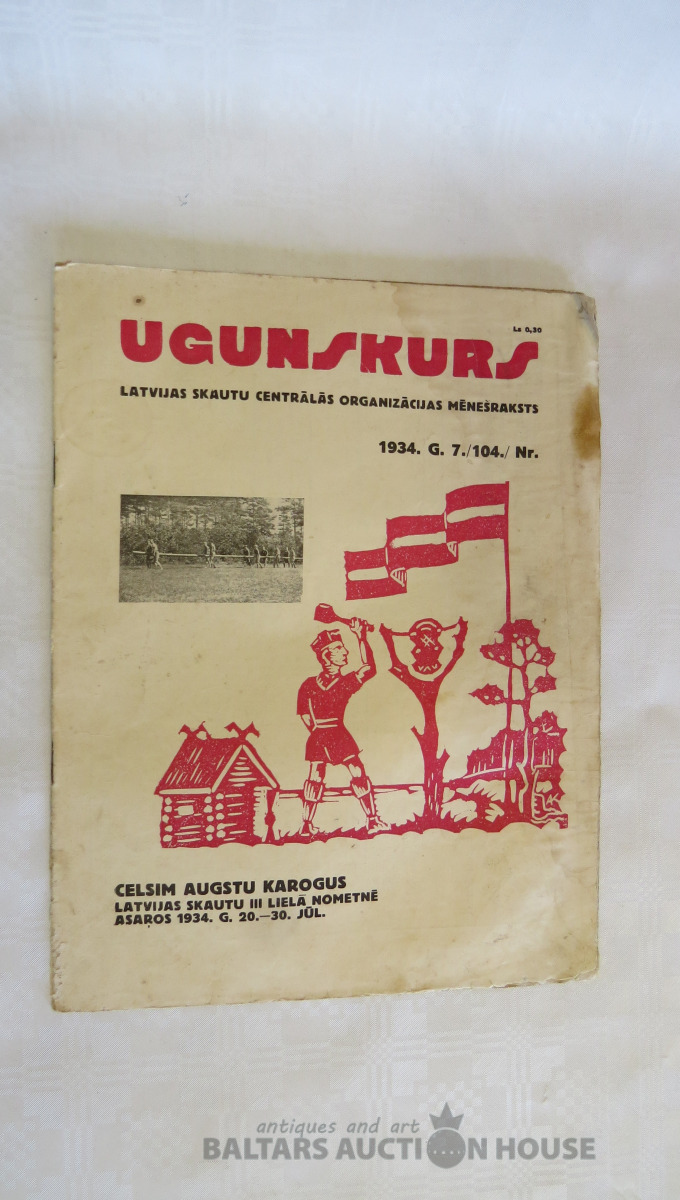 Ls 0,30
UGUNSKURS
LATVIJAS SKAUTU CENTRĀLĀS ORGANIZĀCIJAS MĒNEŠRAKSTS
1934. G. 7./104./ Nr.
CELSIM AUGSTU KAROGUS
LATVIJAS SKAUTU III LIELĀ NOMETNĒ
ASAŖOS 1934. G. 20.—30. JŪL.
antiques and art
BALTARS AUCTION HOUSE